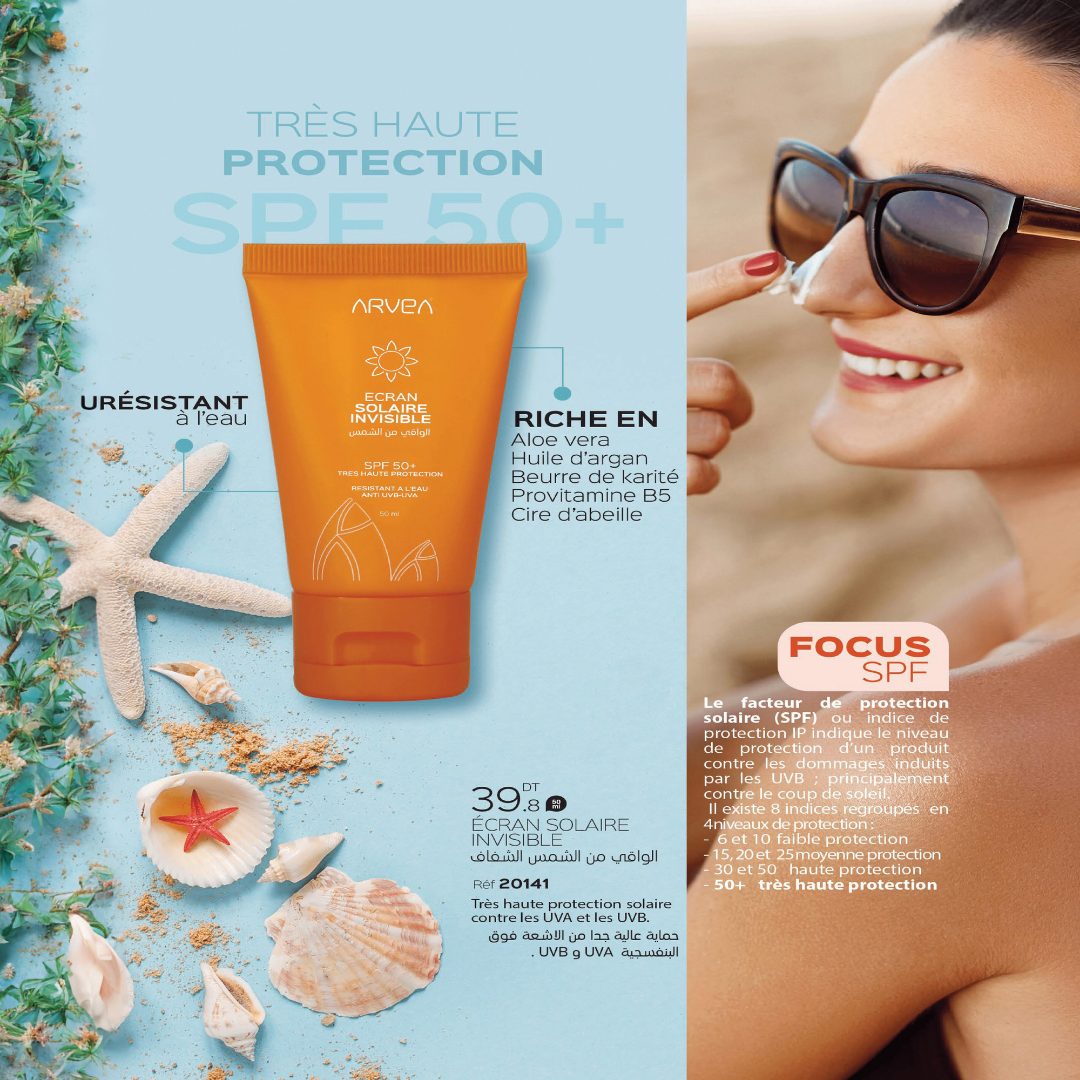 TRÈS HAUTE
PROTECTION
SPF 50+
ARVEA
ECRAN
SOLAIRE
INVISIBLE
الواقي من الشمس
SPF 50+
TRES HAUTE PROTECTION
RESISTANT A L'EAU
ANTI UVB-UVA
50 ml
URÉSISTANT
à l'eau
RICHE EN
Aloe vera
Huile d'argan
Beurre de karité
Provitamine B5
Cire d'abeille
39.8 DT 50 ml
ÉCRAN SOLAIRE
INVISIBLE
الواقي من الشمس الشفاف
Réf 20141
Très haute protection solaire
contre les UVA et les UVB.
حماية عالية جدا من الاشعة فوق
البنفسجية UVA و UVB .
FOCUS
SPF
Le facteur de protection
solaire (SPF) ou indice de
protection IP indique le niveau
de protection d'un produit
contre les dommages induits
par les UVB ; principalement
contre le coup de soleil.
Il existe 8 indices regroupés en
4niveaux de protection :
- 6 et 10 faible protection
- 15, 20 et 25moyenne protection
- 30 et 50 haute protection
- 50+ très haute protection